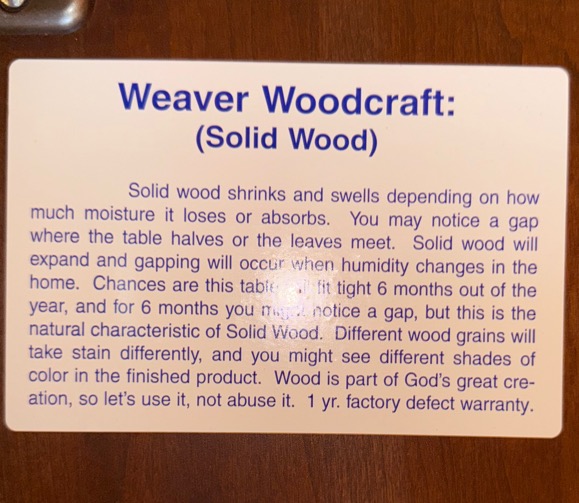 Weaver Woodcraft:
(Solid Wood)
Solid wood shrinks and swells depending on how
much moisture it loses or absorbs. You may notice a gap
where the table halves or the leaves meet. Solid wood will
expand and gapping will occur when humidity changes in the
home. Chances are this table fit tight 6 months out of the
year, and for 6 months you notice a gap, but this is the
natural characteristic of Solid Wood. Different wood grains will
take stain differently, and you might see different shades of
color in the finished product. Wood is part of God's great cre-
ation, so let's use it, not abuse it. 1 yr. factory defect warranty.